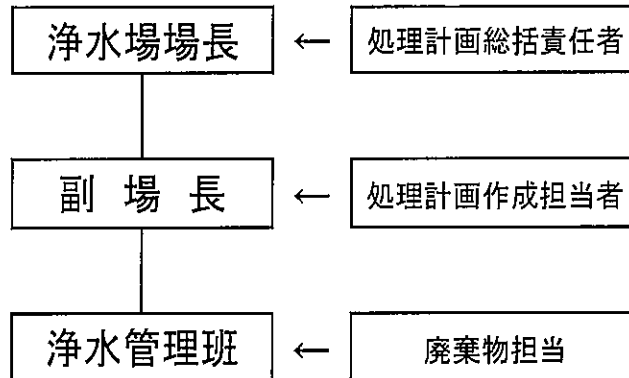 浄水場場長 ← 処理計画総括責任者
副 場 長 ← 処理計画作成担当者
浄水管理班 ← 廃棄物担当